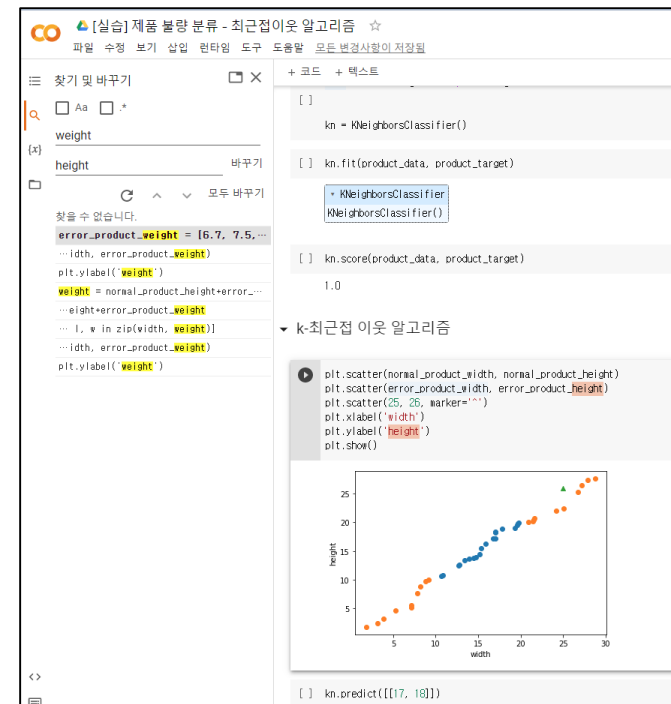 [실습] 제품 불량 분류 - 최근접이웃 알고리즘 ☆
파일 수정 보기 삽입 런타임 도구 도움말 모든 변경사항이 저장됨
찾기 및 바꾸기
Aa .*
weight
height 바꾸기
모두 바꾸기
찾을 수 없습니다.
error_product_weight = [6.7, 7.5,…
…idth, error_product_weight)
plt.ylabel('weight')
weight = normal_product_height+error_…
…eight+error_product_weight
… l, w in zip(width, weight)]
…idth, error_product_weight)
plt.ylabel('weight')
{x}
<>
+ 코드 + 텍스트
[ ]
kn = KNeighborsClassifier()
[ ] kn.fit(product_data, product_target)
▾ KNeighborsClassifier
KNeighborsClassifier()
[ ] kn.score(product_data, product_target)
1.0
k-최근접 이웃 알고리즘
plt.scatter(normal_product_width, normal_product_height)
plt.scatter(error_product_width, error_product_height)
plt.scatter(25, 26, marker='^')
plt.xlabel('width')
plt.ylabel('height')
plt.show()
25
20
15
10
5
height
5 10 15 20 25 30
width
[ ] kn.predict([[17, 18]])